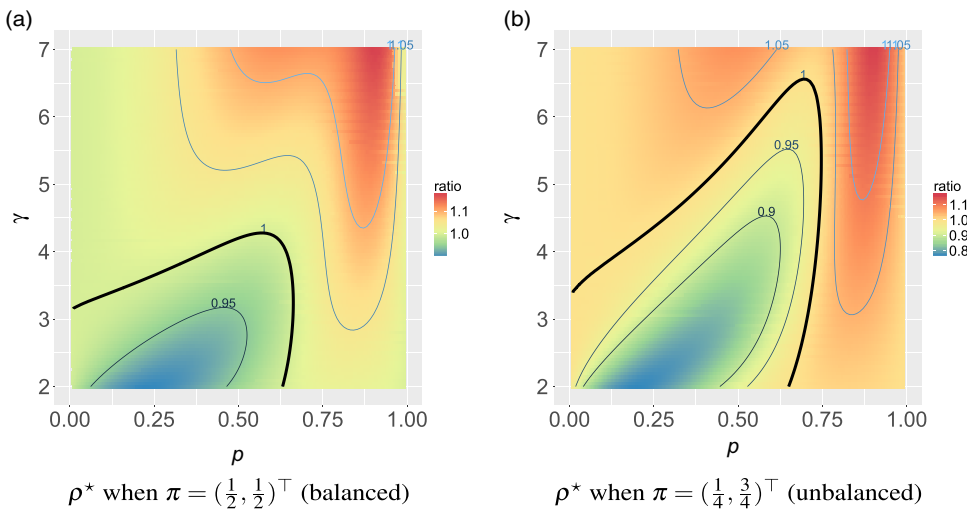 (a)
(b)
7
6
5
4
3
2
γ
0.00 0.25 0.50 0.75 1.00
p
1.05
1
0.95
ratio
1.1
1.0
7
6
5
4
3
2
γ
0.00 0.25 0.50 0.75 1.00
p
1.05
1
0.95
0.9
ratio
1.1
1.0
0.9
0.8
ρ⋆ when π = (1/2, 1/2)⊤ (balanced)
ρ⋆ when π = (1/4, 3/4)⊤ (unbalanced)